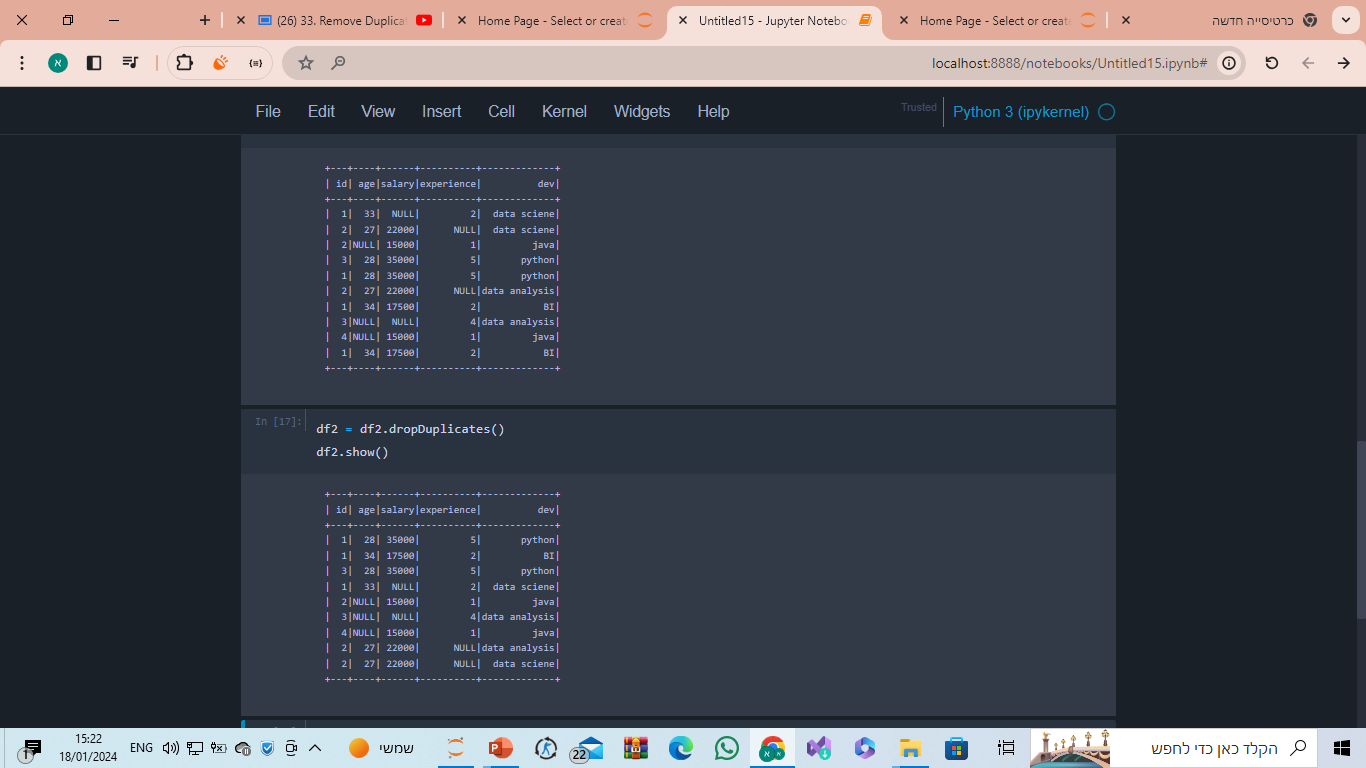 (26) 33. Remove Duplica
Home Page - Select or creat
Untitled15 - Jupyter Notebo
Home Page - Select or creat
כרטיסייה חדשה
א
localhost:8888/notebooks/Untitled15.ipynb#
File Edit View Insert Cell Kernel Widgets Help
Trusted
Python 3 (ipykernel)
+---+----+------+----------+-------------+
| id| age|salary|experience|          dev|
+---+----+------+----------+-------------+
|  1|  33|  NULL|         2|  data sciene|
|  2|  27| 22000|      NULL|  data sciene|
|  2|NULL| 15000|         1|         java|
|  3|  28| 35000|         5|       python|
|  1|  28| 35000|         5|       python|
|  2|  27| 22000|      NULL|data analysis|
|  1|  34| 17500|         2|           BI|
|  3|NULL|  NULL|         4|data analysis|
|  4|NULL| 15000|         1|         java|
|  1|  34| 17500|         2|           BI|
+---+----+------+----------+-------------+
In [17]:
df2 = df2.dropDuplicates()
df2.show()
+---+----+------+----------+-------------+
| id| age|salary|experience|          dev|
+---+----+------+----------+-------------+
|  1|  28| 35000|         5|       python|
|  1|  34| 17500|         2|           BI|
|  3|  28| 35000|         5|       python|
|  1|  33|  NULL|         2|  data sciene|
|  2|NULL| 15000|         1|         java|
|  3|NULL|  NULL|         4|data analysis|
|  4|NULL| 15000|         1|         java|
|  2|  27| 22000|      NULL|data analysis|
|  2|  27| 22000|      NULL|  data sciene|
+---+----+------+----------+-------------+
1
15:22
18/01/2024
ENG
שמשי
22
א א
הקלד כאן כדי לחפש